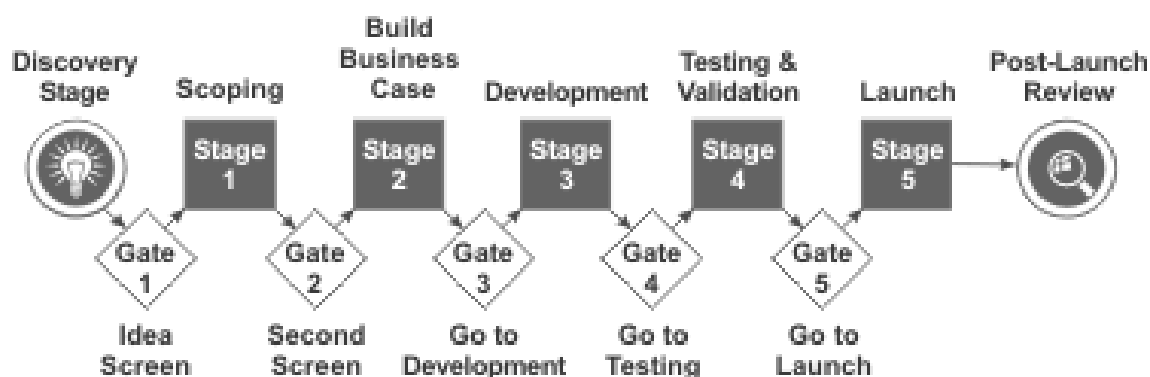 Discovery
Stage
Scoping
Build
Business
Case
Development
Testing &
Validation
Launch
Post-Launch
Review
Stage
1
Stage
2
Stage
3
Stage
4
Stage
5
Gate
1
Gate
2
Gate
3
Gate
4
Gate
5
Idea
Screen
Second
Screen
Go to
Development
Go to
Testing
Go to
Launch